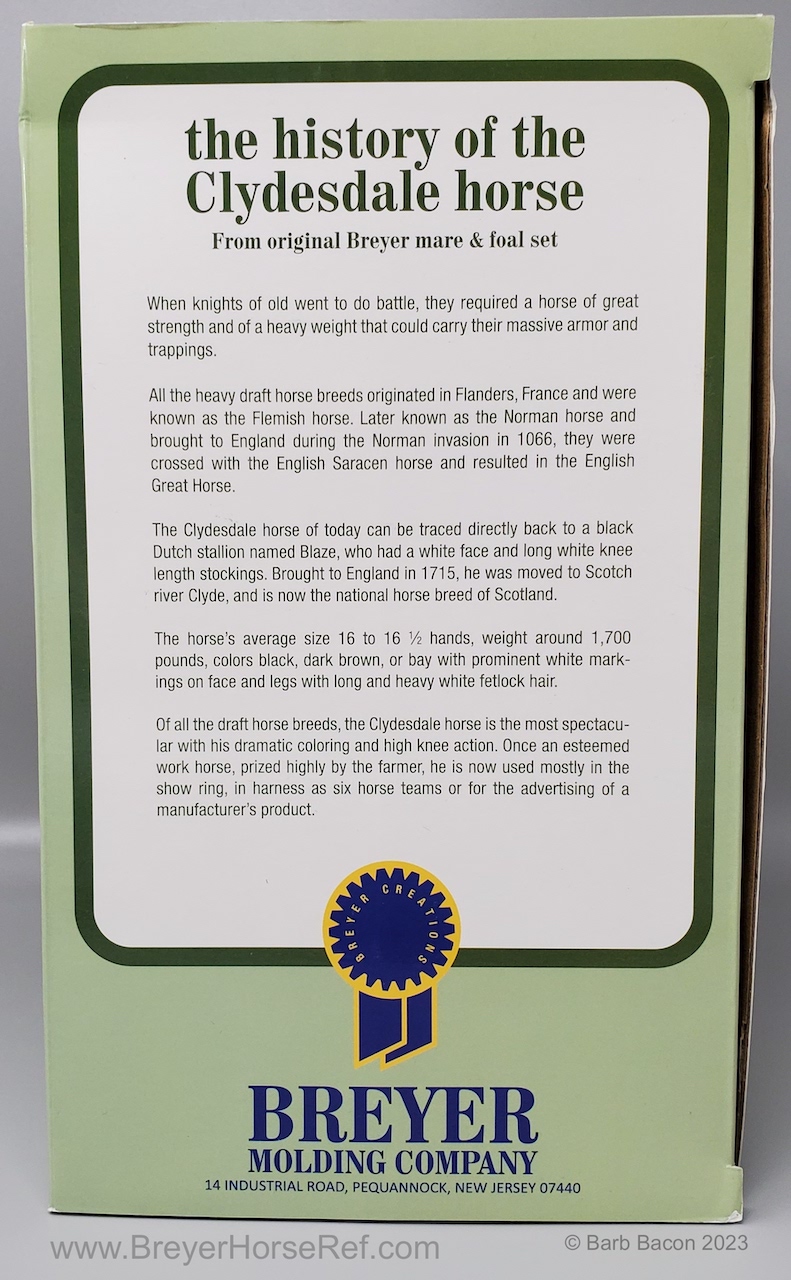 the history of the
Clydesdale horse
From original Breyer mare & foal set
When knights of old went to do battle, they required a horse of great
strength and of a heavy weight that could carry their massive armor and
trappings.
All the heavy draft horse breeds originated in Flanders, France and were
known as the Flemish horse. Later known as the Norman horse and
brought to England during the Norman invasion in 1066, they were
crossed with the English Saracen horse and resulted in the English
Great Horse.
The Clydesdale horse of today can be traced directly back to a black
Dutch stallion named Blaze, who had a white face and long white knee
length stockings. Brought to England in 1715, he was moved to Scotch
river Clyde, and is now the national horse breed of Scotland.
The horse's average size 16 to 16 ½ hands, weight around 1,700
pounds, colors black, dark brown, or bay with prominent white mark-
ings on face and legs with long and heavy white fetlock hair.
Of all the draft horse breeds, the Clydesdale horse is the most spectacu-
lar with his dramatic coloring and high knee action. Once an esteemed
work horse, prized highly by the farmer, he is now used mostly in the
show ring, in harness as six horse teams or for the advertising of a
manufacturer's product.
BREYER CREATIONS
BREYER
MOLDING COMPANY
14 INDUSTRIAL ROAD, PEQUANNOCK, NEW JERSEY 07440
www.BreyerHorseRef.com
© Barb Bacon 2023